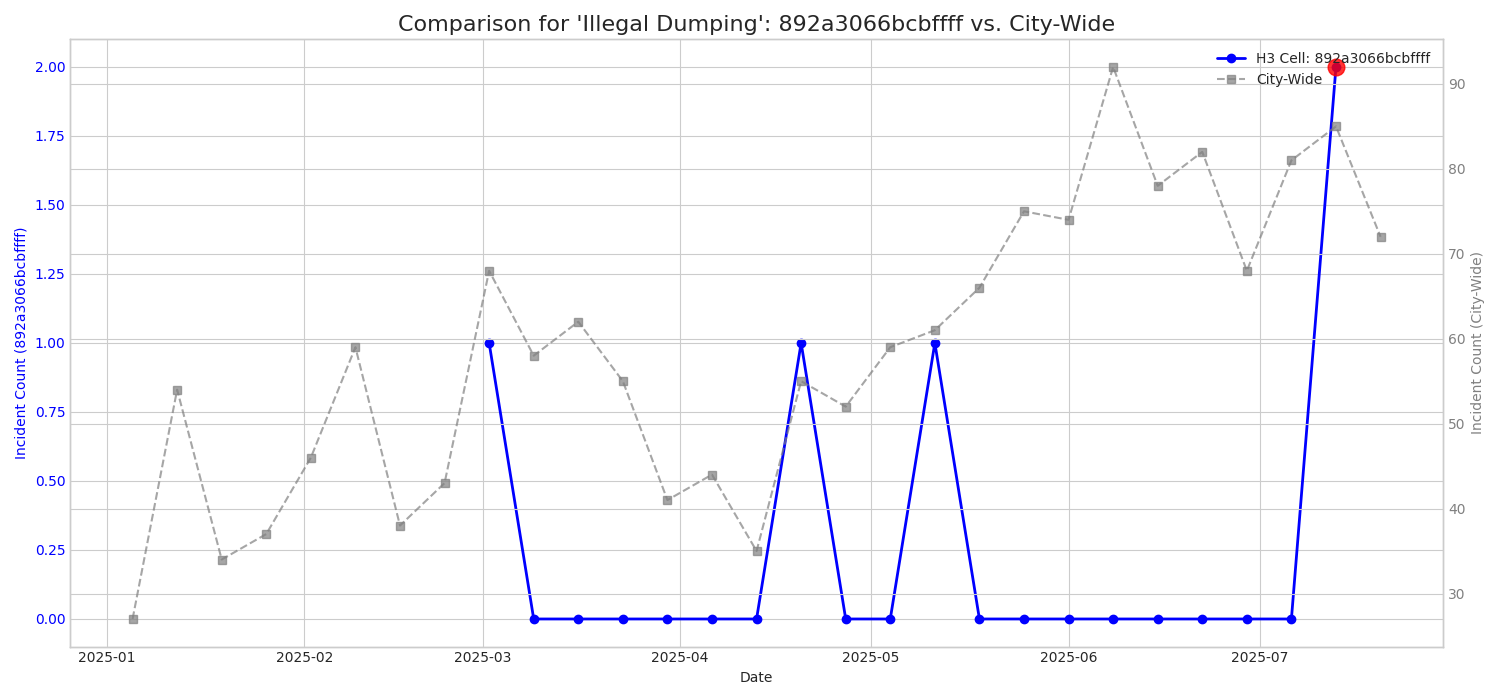 Comparison for 'Illegal Dumping': 892a3066bcbffff vs. City-Wide
H3 Cell: 892a3066bcbffff
City-Wide
Incident Count (892a3066bcbffff)
2.00
1.75
1.50
1.25
1.00
0.75
0.50
0.25
0.00
90
80
70
60
50
40
30
Incident Count (City-Wide)
2025-01 2025-02 2025-03 2025-04 2025-05 2025-06 2025-07
Date